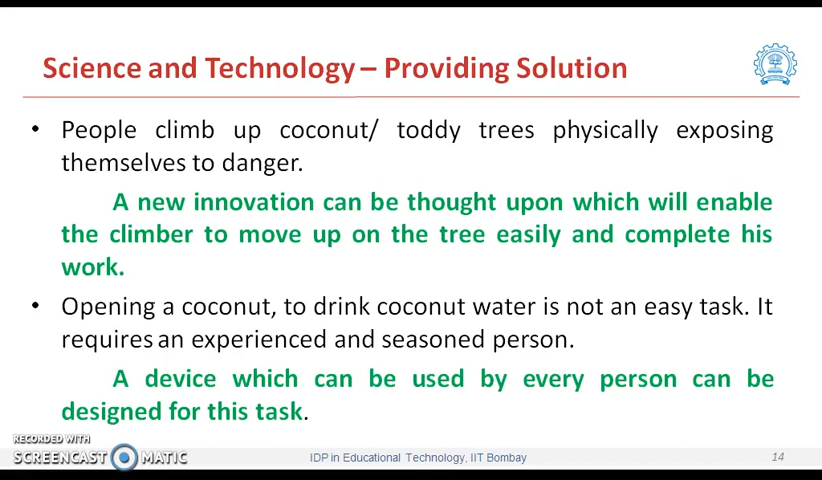 Science and Technology – Providing Solution
• People climb up coconut/ toddy trees physically exposing
themselves to danger.
A new innovation can be thought upon which will enable
the climber to move up on the tree easily and complete his
work.
• Opening a coconut, to drink coconut water is not an easy task. It
requires an experienced and seasoned person.
A device which can be used by every person can be
designed for this task.
RECORDED WITH
SCREENCAST MATIC
IDP in Educational Technology, IIT Bombay
14